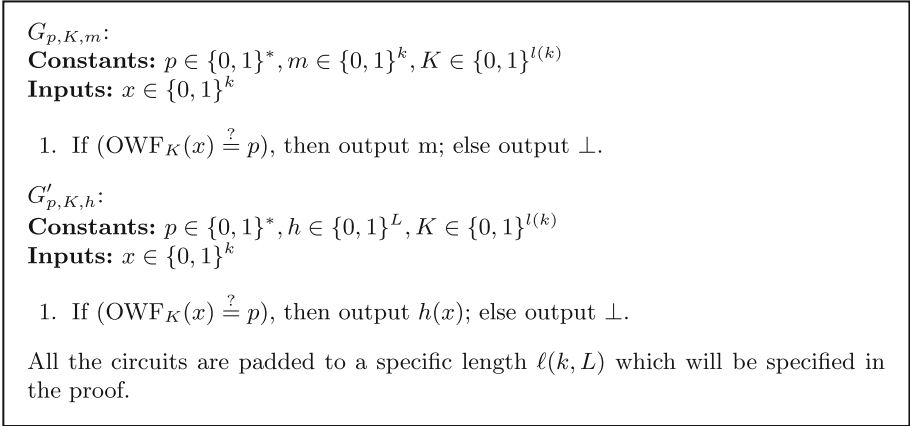 G_{p,K,m}:
Constants: p ∈ {0, 1}^*, m ∈ {0, 1}^k, K ∈ {0, 1}^{l(k)}
Inputs: x ∈ {0, 1}^k
1. If (OWF_K(x) ≟ p), then output m; else output ⊥.
G′_{p,K,h}:
Constants: p ∈ {0, 1}^*, h ∈ {0, 1}^L, K ∈ {0, 1}^{l(k)}
Inputs: x ∈ {0, 1}^k
1. If (OWF_K(x) ≟ p), then output h(x); else output ⊥.
All the circuits are padded to a specific length ℓ(k, L) which will be specified in
the proof.